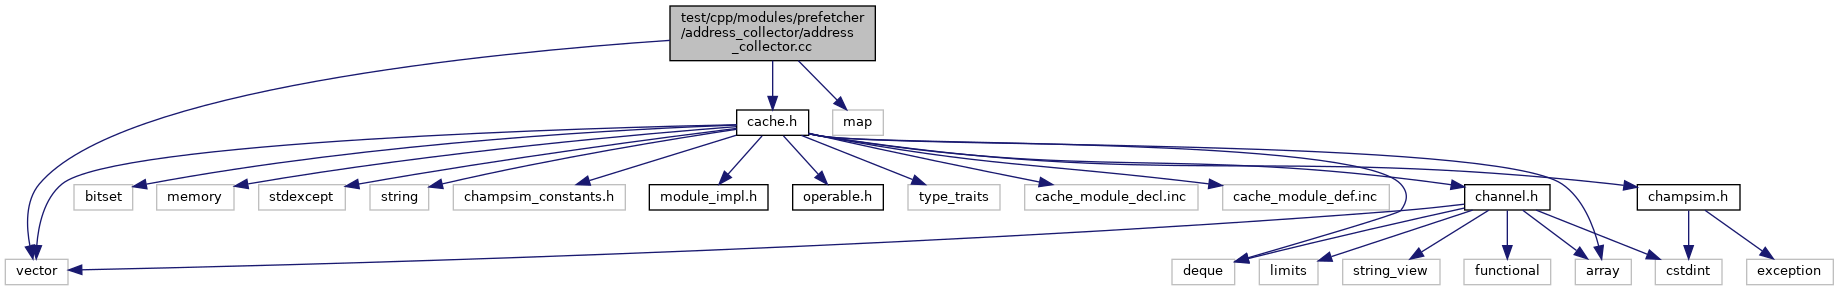 test/cpp/modules/prefetcher
/address_collector/address
_collector.cc
cache.h
map
bitset
memory
stdexcept
string
champsim_constants.h
module_impl.h
operable.h
type_traits
cache_module_decl.inc
cache_module_def.inc
channel.h
champsim.h
vector
deque
limits
string_view
functional
array
cstdint
exception